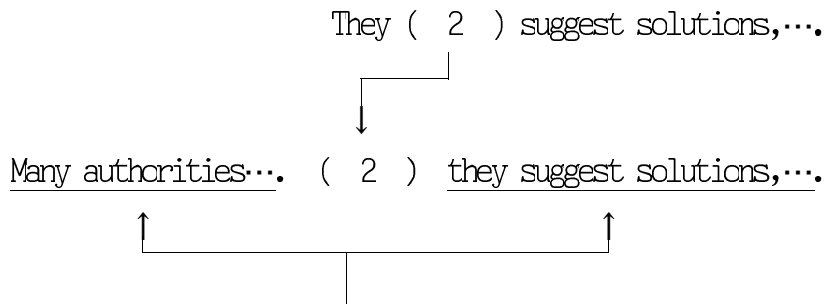 They ( 2 ) suggest solutions,⋯.
Many authorities⋯. ( 2 ) they suggest solutions,⋯.